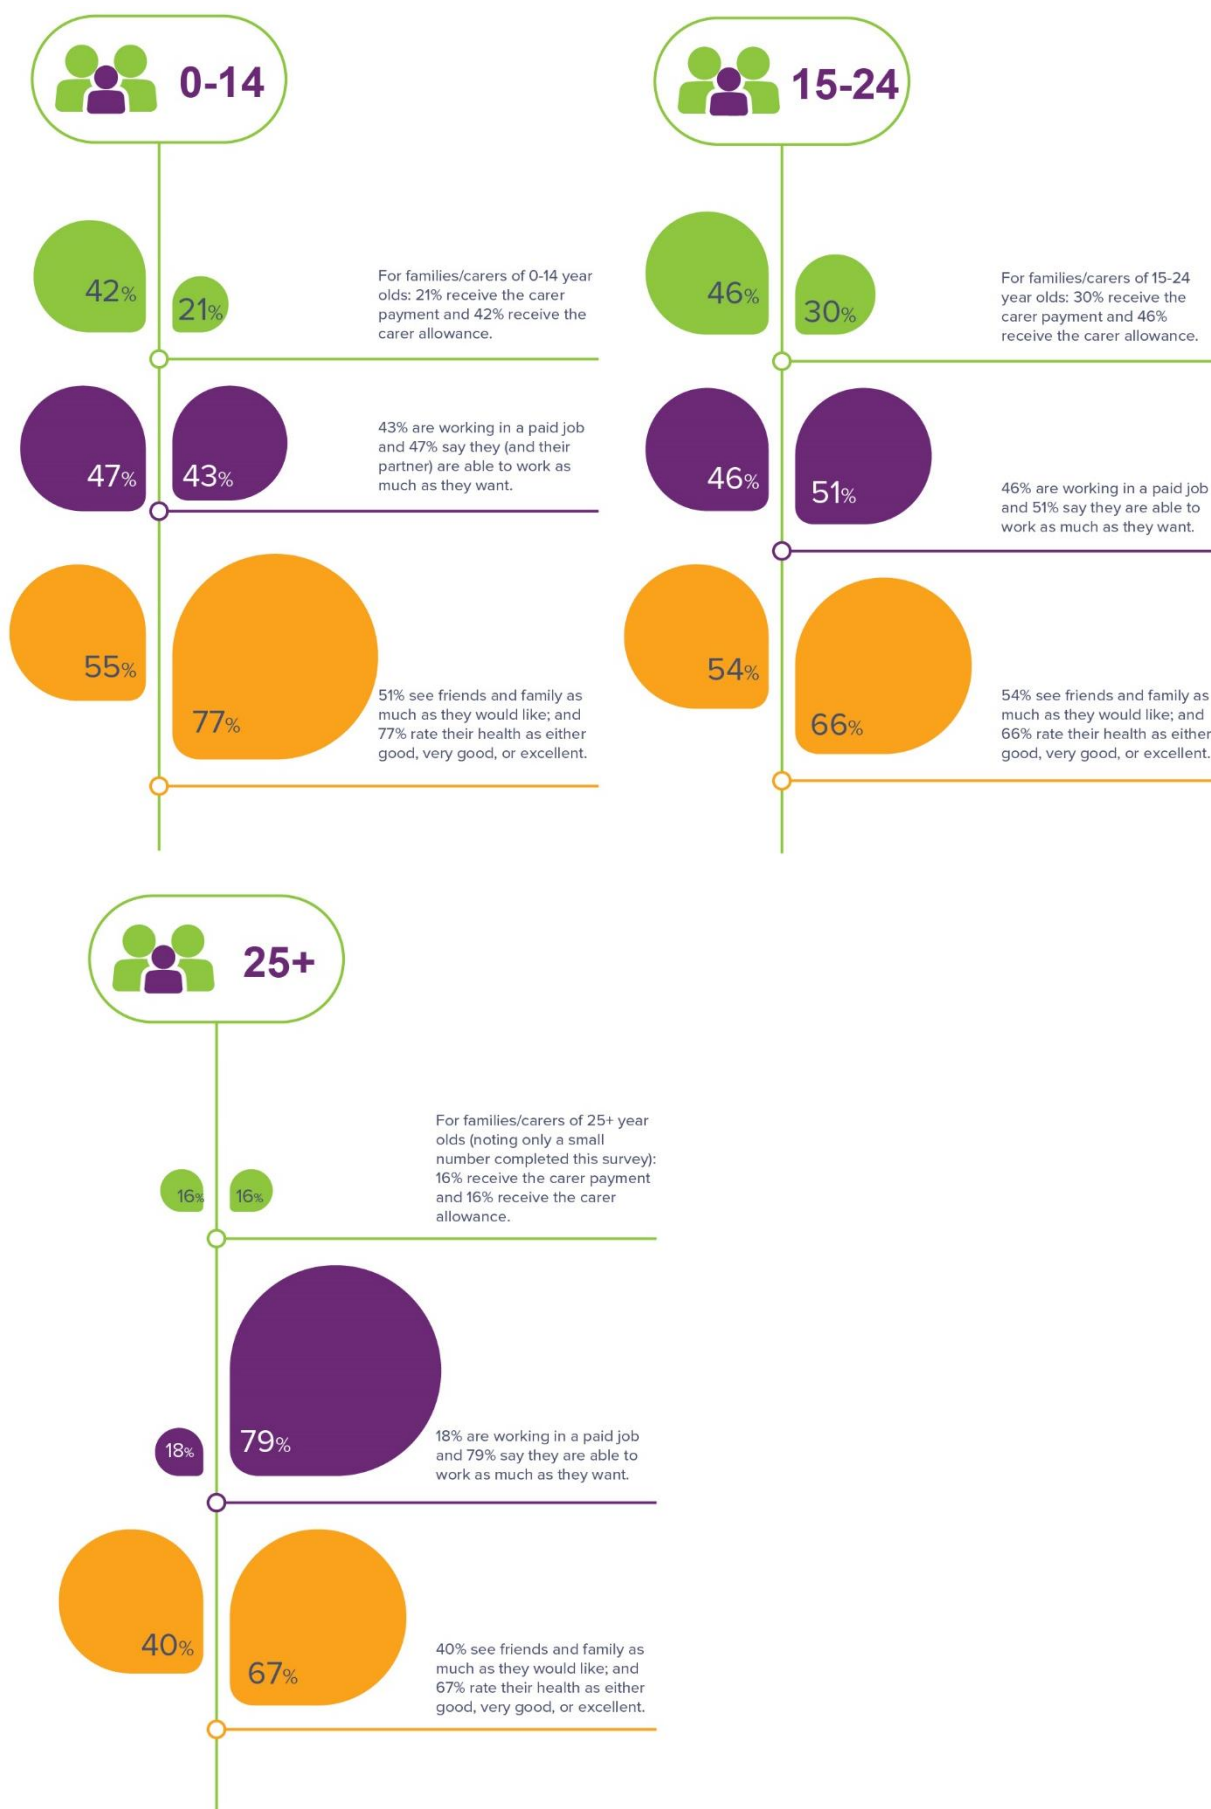 0-14
42%
21%
For families/carers of 0-14 year
olds: 21% receive the carer
payment and 42% receive the
carer allowance.
47%
43%
43% are working in a paid job
and 47% say they (and their
partner) are able to work as
much as they want.
55%
77%
51% see friends and family as
much as they would like; and
77% rate their health as either
good, very good, or excellent.
15-24
46%
30%
For families/carers of 15-24
year olds: 30% receive the
carer payment and 46%
receive the carer allowance.
46%
51%
46% are working in a paid job
and 51% say they are able to
work as much as they want.
54%
66%
54% see friends and family as
much as they would like; and
66% rate their health as either
good, very good, or excellent.
25+
16%
16%
For families/carers of 25+ year
olds (noting only a small
number completed this survey):
16% receive the carer payment
and 16% receive the carer
allowance.
18%
79%
18% are working in a paid job
and 79% say they are able to
work as much as they want.
40%
67%
40% see friends and family as
much as they would like; and
67% rate their health as either
good, very good, or excellent.